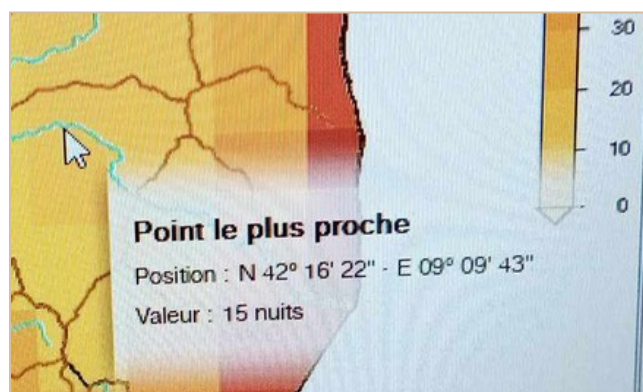 30
20
10
0
Point le plus proche
Position : N 42° 16' 22" - E 09° 09' 43"
Valeur : 15 nuits